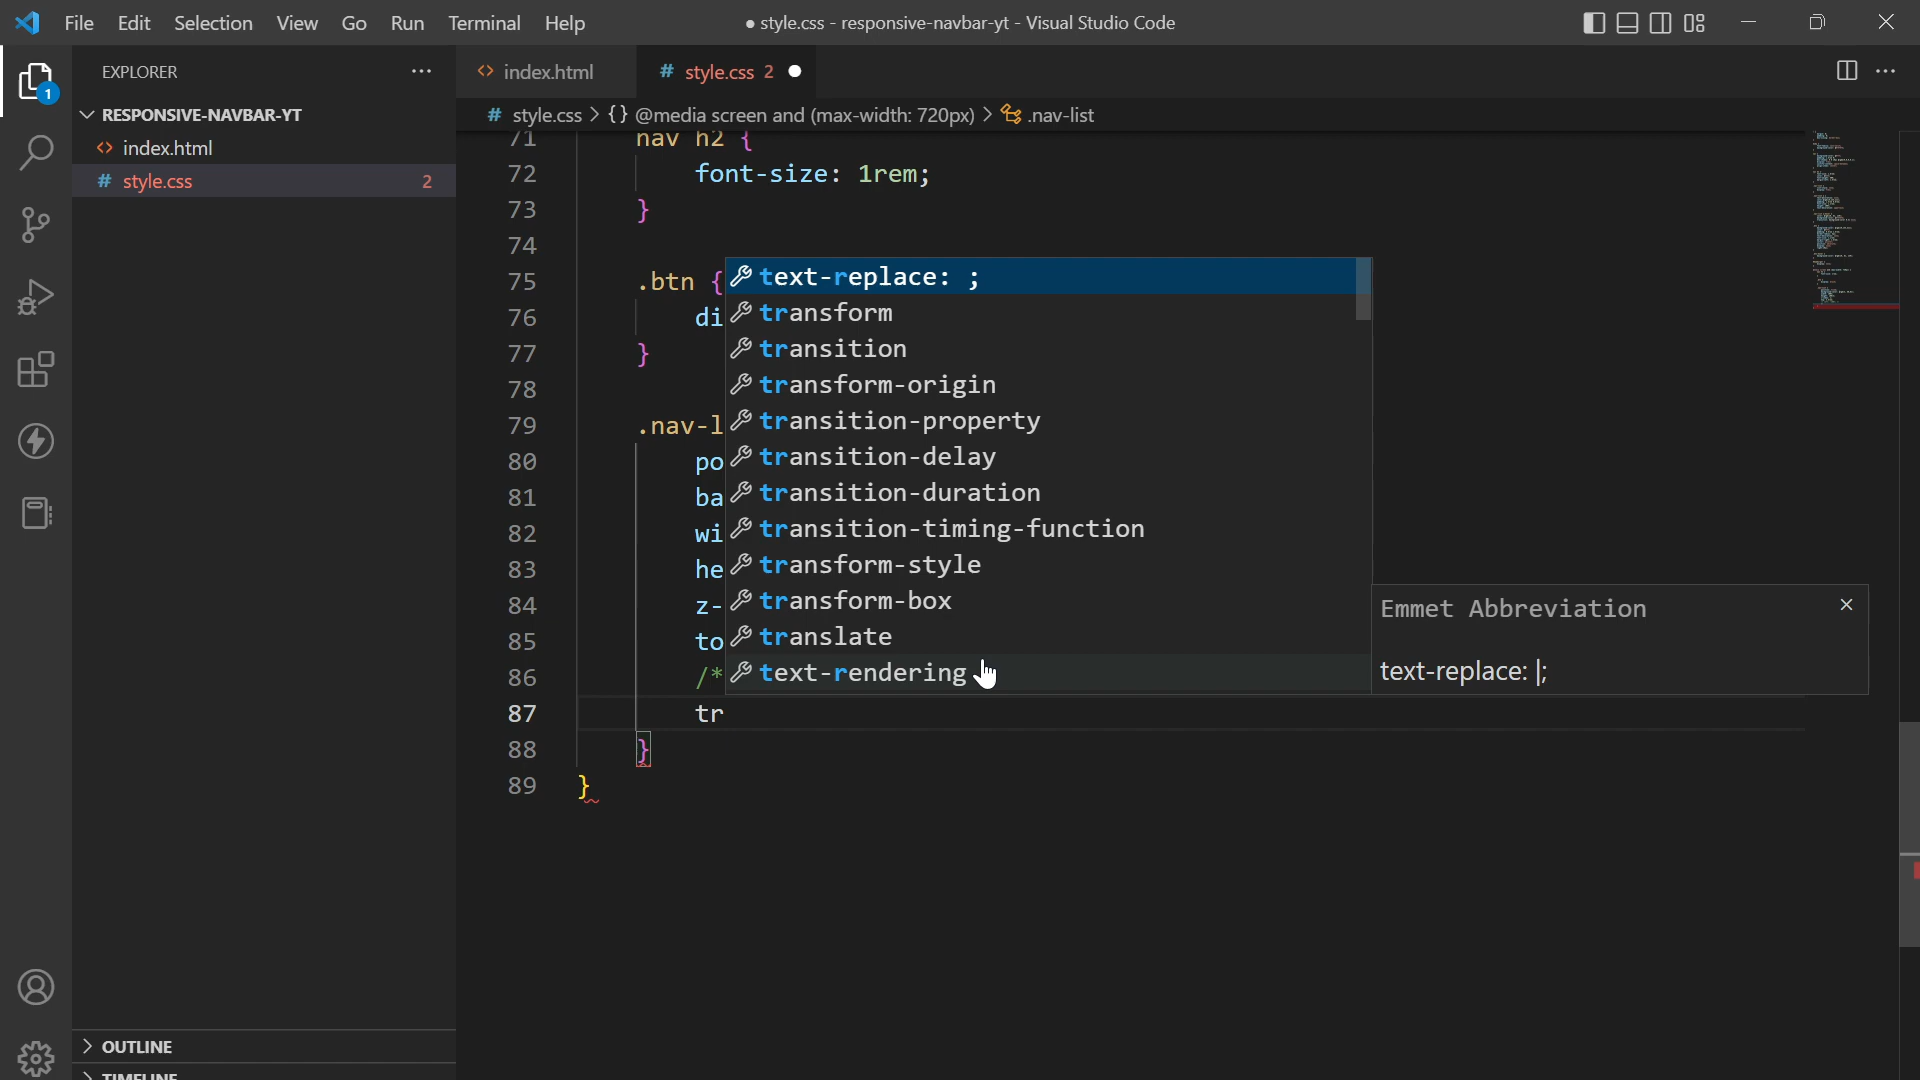 File Edit Selection View Go Run Terminal Help
● style.css - responsive-navbar-yt - Visual Studio Code
1
EXPLORER
RESPONSIVE-NAVBAR-YT
<> index.html
# style.css 2
OUTLINE
TIMELINE
<> index.html
# style.css 2 ●
# style.css > {} @media screen and (max-width: 720px) > .nav-list
71 nav h2 {
72 font-size: 1rem;
73 }
74
75 .btn {
76 di
77 }
78
79 .nav-l
80 po
81 ba
82 wi
83 he
84 z-
85 to
86 /*
87 tr
88 }
89 }
text-replace: ;
transform
transition
transform-origin
transition-property
transition-delay
transition-duration
transition-timing-function
transform-style
transform-box
translate
text-rendering
Emmet Abbreviation
text-replace: |;